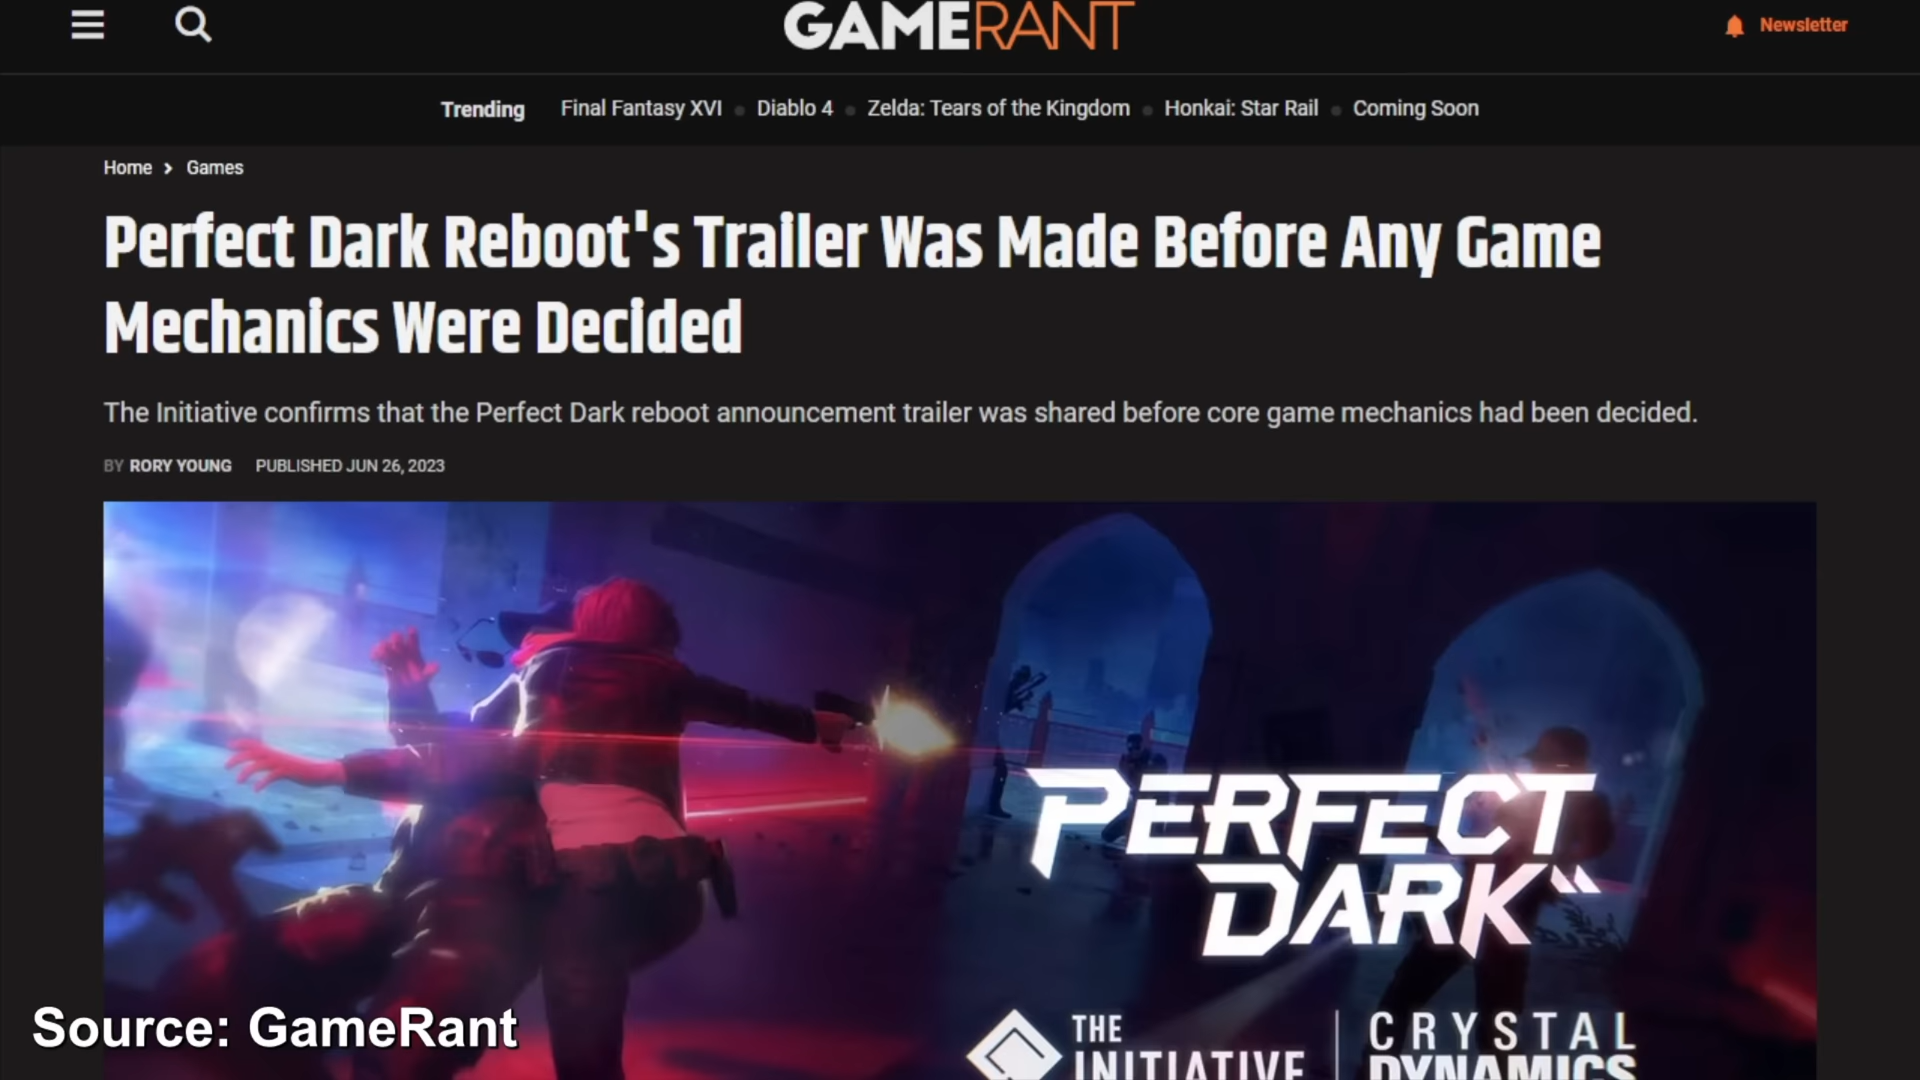 GAMERANT
Newsletter
Trending Final Fantasy XVI Diablo 4 Zelda: Tears of the Kingdom Honkai: Star Rail Coming Soon
Home > Games
Perfect Dark Reboot's Trailer Was Made Before Any Game
Mechanics Were Decided
The Initiative confirms that the Perfect Dark reboot announcement trailer was shared before core game mechanics had been decided.
BY RORY YOUNG PUBLISHED JUN 26, 2023
PERFECT
DARK
THE
INITIATIVE
CRYSTAL
DYNAMICS
Source: GameRant